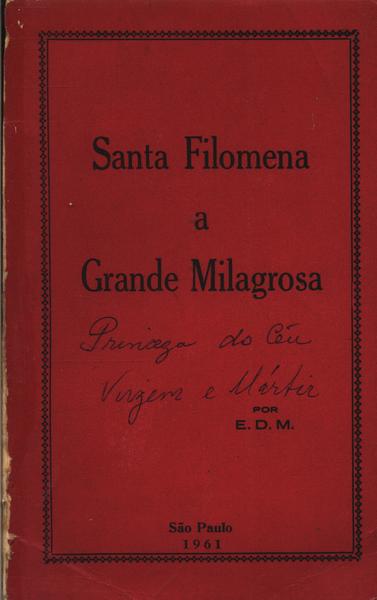 Santa Filomena
a
Grande Milagrosa
Princeza do Céu
Virgem e Mártir
POR
E. D. M.
São Paulo
1961